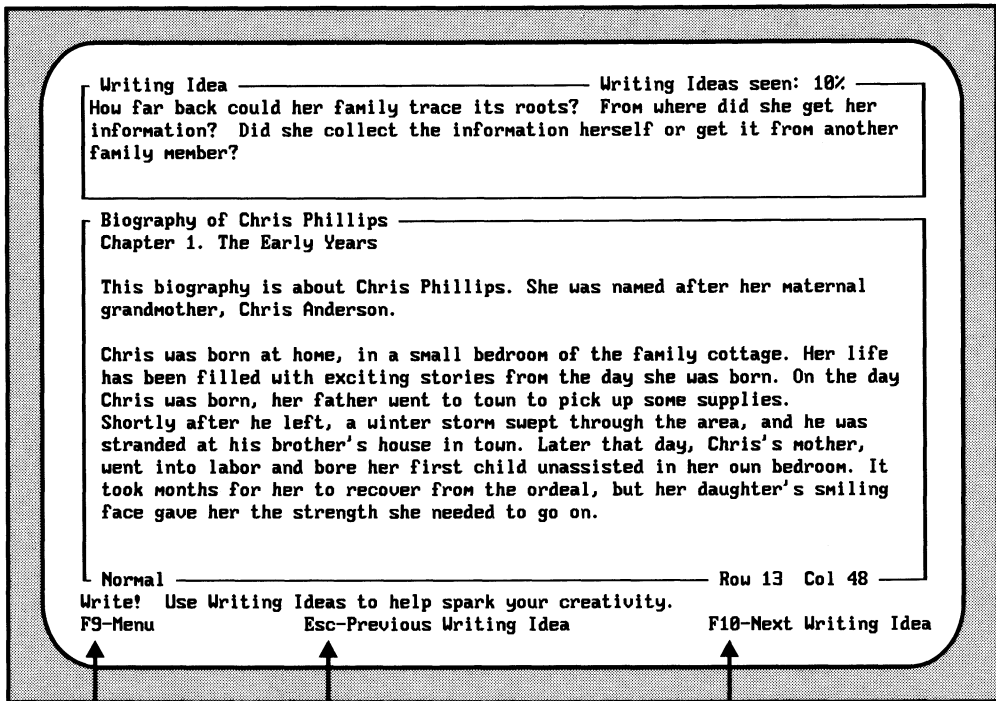 Writing Idea Writing Ideas seen: 10%
How far back could her family trace its roots? From where did she get her
information? Did she collect the information herself or get it from another
family member?
Biography of Chris Phillips
Chapter 1. The Early Years
This biography is about Chris Phillips. She was named after her maternal
grandmother, Chris Anderson.
Chris was born at home, in a small bedroom of the family cottage. Her life
has been filled with exciting stories from the day she was born. On the day
Chris was born, her father went to town to pick up some supplies.
Shortly after he left, a winter storm swept through the area, and he was
stranded at his brother's house in town. Later that day, Chris's mother,
went into labor and bore her first child unassisted in her own bedroom. It
took months for her to recover from the ordeal, but her daughter's smiling
face gave her the strength she needed to go on.
Normal Row 13 Col 48
Write! Use Writing Ideas to help spark your creativity.
F9-Menu Esc-Previous Writing Idea F10-Next Writing Idea